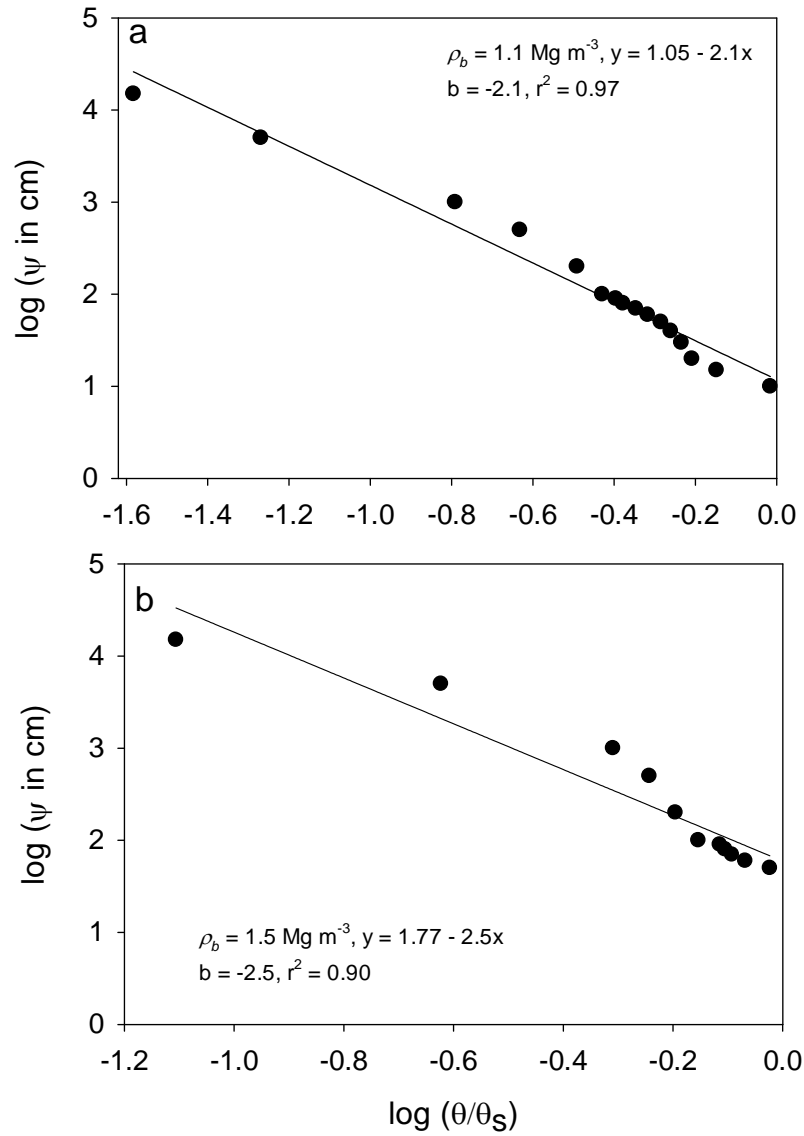 a
ρb = 1.1 Mg m⁻³, y = 1.05 - 2.1x
b = -2.1, r² = 0.97
log (ψ in cm)
5
4
3
2
1
0
-1.6 -1.4 -1.2 -1.0 -0.8 -0.6 -0.4 -0.2 0.0
b
ρb = 1.5 Mg m⁻³, y = 1.77 - 2.5x
b = -2.5, r² = 0.90
log (ψ in cm)
5
4
3
2
1
0
-1.2 -1.0 -0.8 -0.6 -0.4 -0.2 0.0
log (θ/θS)